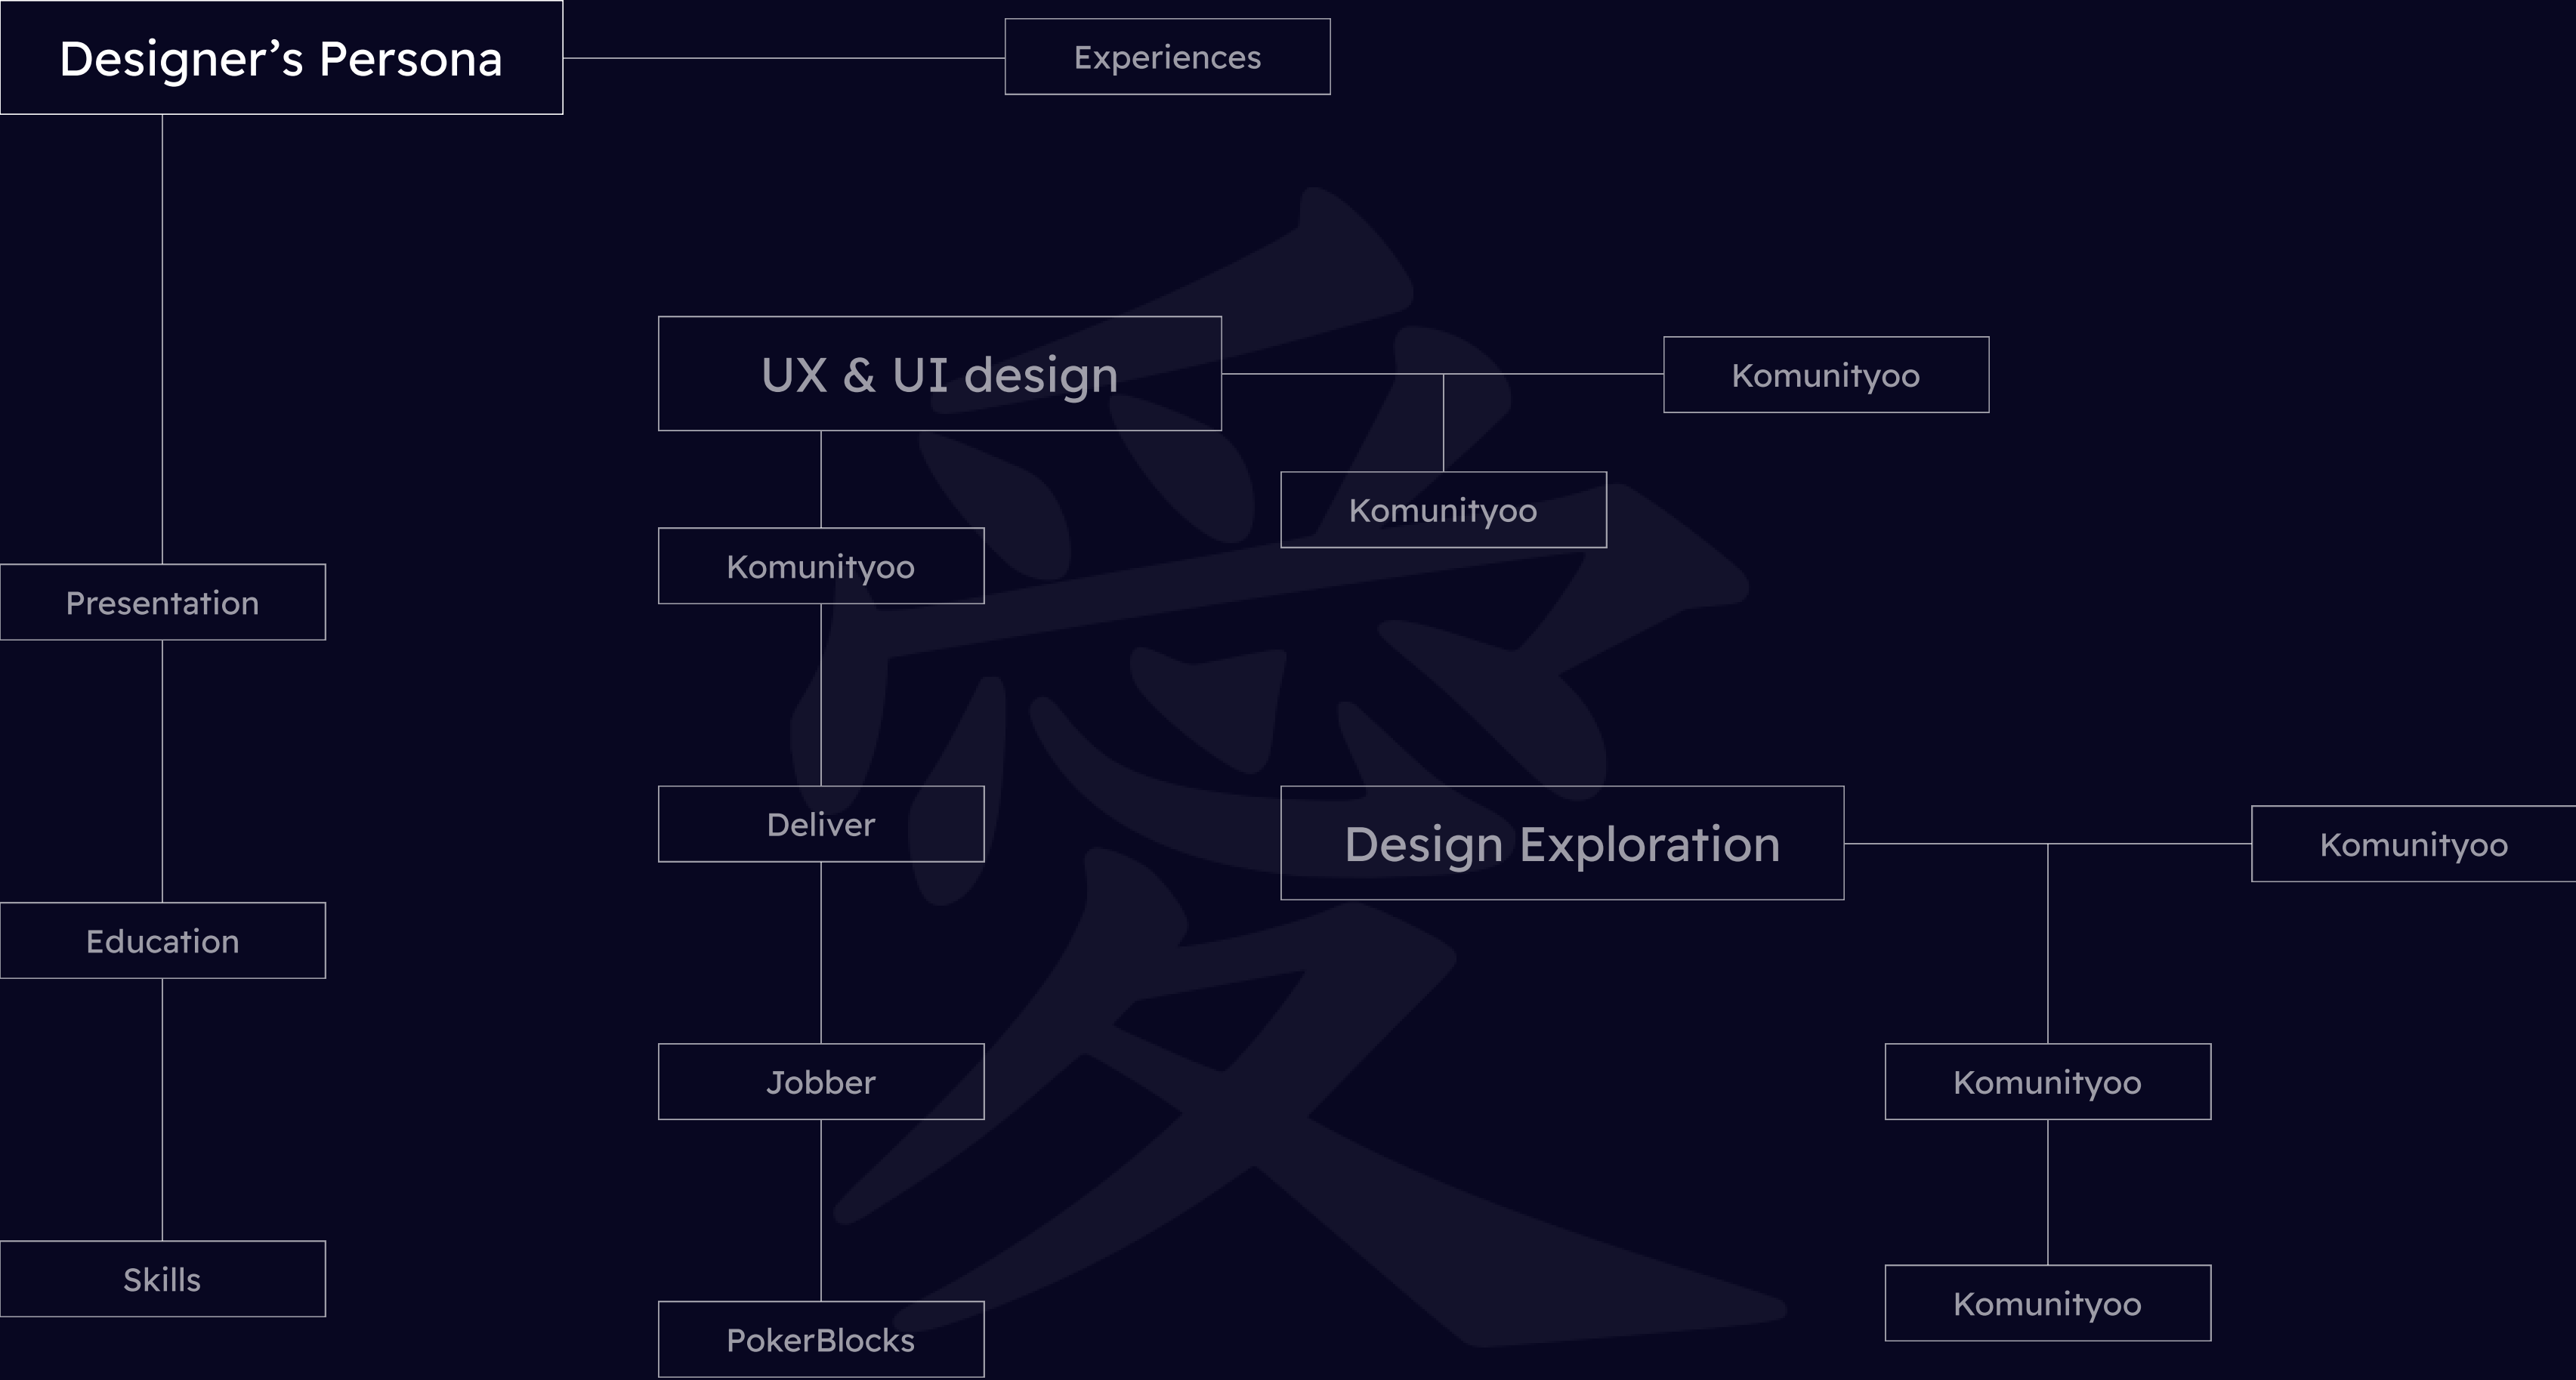 Designer’s Persona
Experiences
UX & UI design
Komunityoo
Komunityoo
Komunityoo
Presentation
Deliver
Design Exploration
Komunityoo
Education
Jobber
Komunityoo
Skills
PokerBlocks
Komunityoo
愛